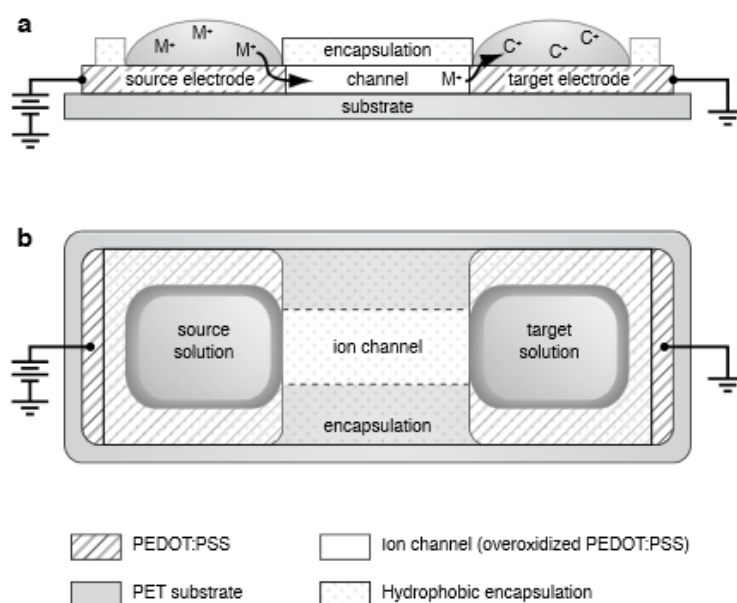 a
M⁺ M⁺ M⁺ encapsulation C⁺ C⁺ C⁺
source electrode channel M⁺ target electrode
substrate
b
source
solution
ion channel
target
solution
encapsulation
PEDOT:PSS
Ion channel (overoxidized PEDOT:PSS)
PET substrate
Hydrophobic encapsulation